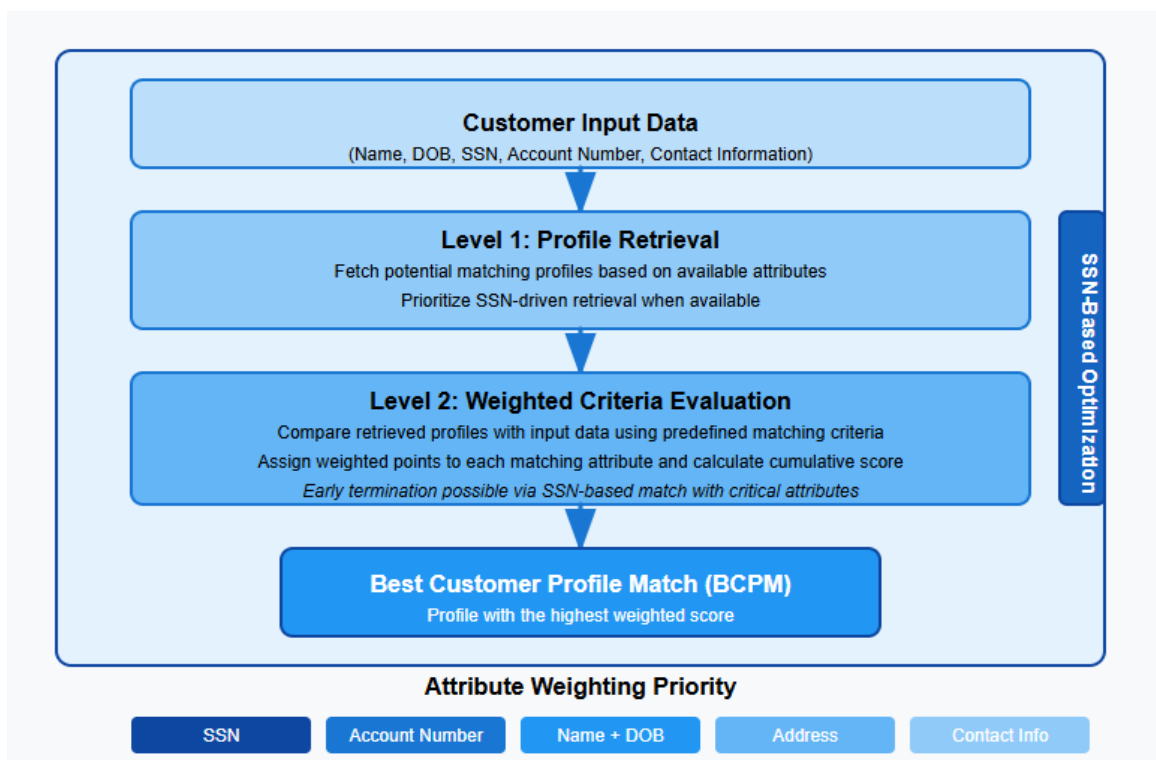 Customer Input Data
(Name, DOB, SSN, Account Number, Contact Information)
Level 1: Profile Retrieval
Fetch potential matching profiles based on available attributes
Prioritize SSN-driven retrieval when available
SSN-Based Optimization
Level 2: Weighted Criteria Evaluation
Compare retrieved profiles with input data using predefined matching criteria
Assign weighted points to each matching attribute and calculate cumulative score
Early termination possible via SSN-based match with critical attributes
Best Customer Profile Match (BCPM)
Profile with the highest weighted score
Attribute Weighting Priority
SSN
Account Number
Name + DOB
Address
Contact Info